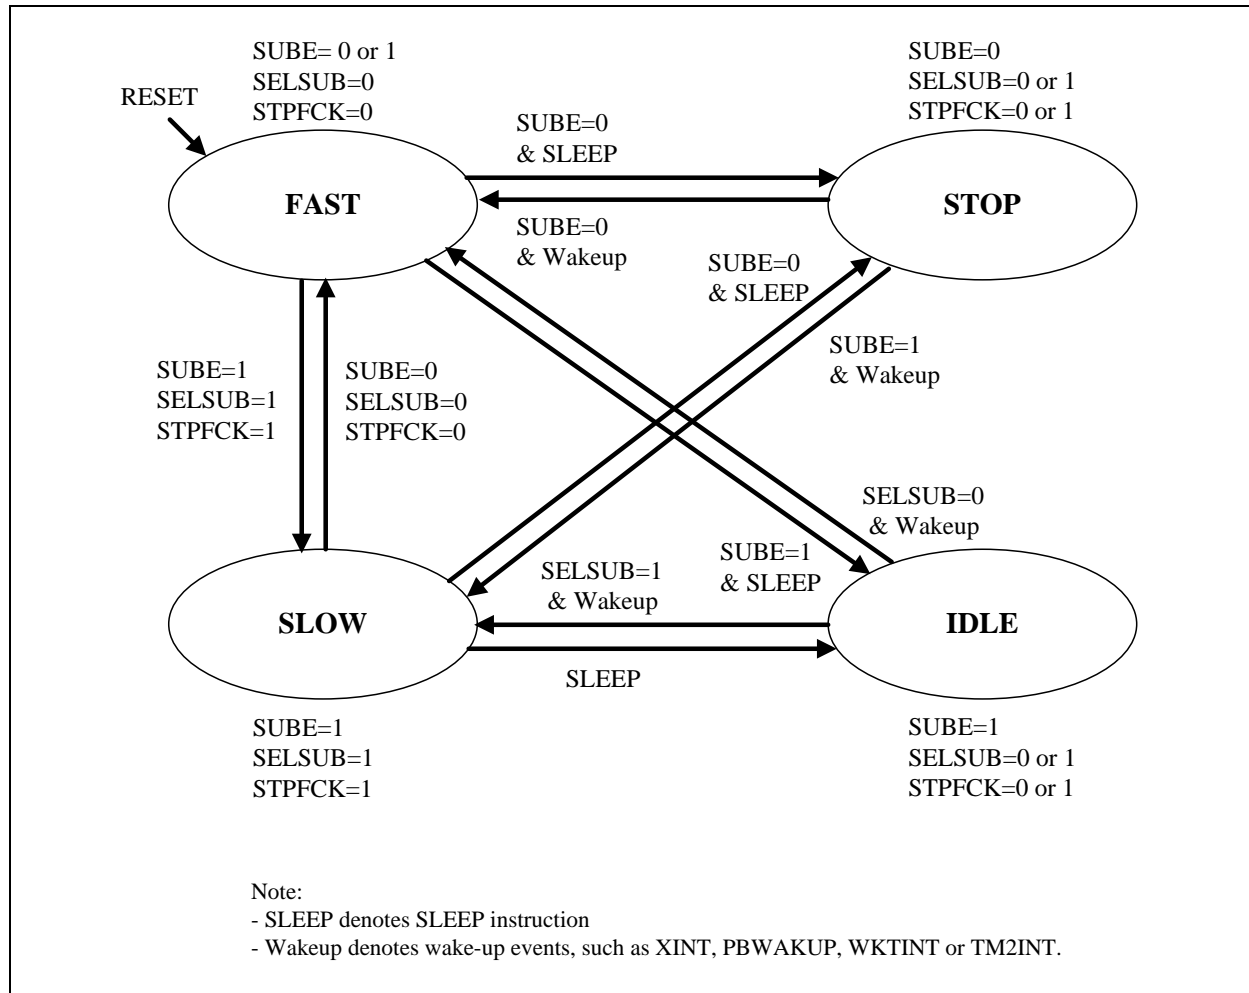 SUBE= 0 or 1
SELSUB=0
STPFCK=0
SUBE=0
SELSUB=0 or 1
STPFCK=0 or 1
RESET
SUBE=0
& SLEEP
FAST
STOP
SUBE=0
& Wakeup
SUBE=0
& SLEEP
SUBE=1
& Wakeup
SUBE=1
SELSUB=1
STPFCK=1
SUBE=0
SELSUB=0
STPFCK=0
SELSUB=0
& Wakeup
SUBE=1
& SLEEP
SELSUB=1
& Wakeup
SLOW
IDLE
SLEEP
SUBE=1
SELSUB=1
STPFCK=1
SUBE=1
SELSUB=0 or 1
STPFCK=0 or 1
Note:
- SLEEP denotes SLEEP instruction
- Wakeup denotes wake-up events, such as XINT, PBWAKUP, WKTINT or TM2INT.